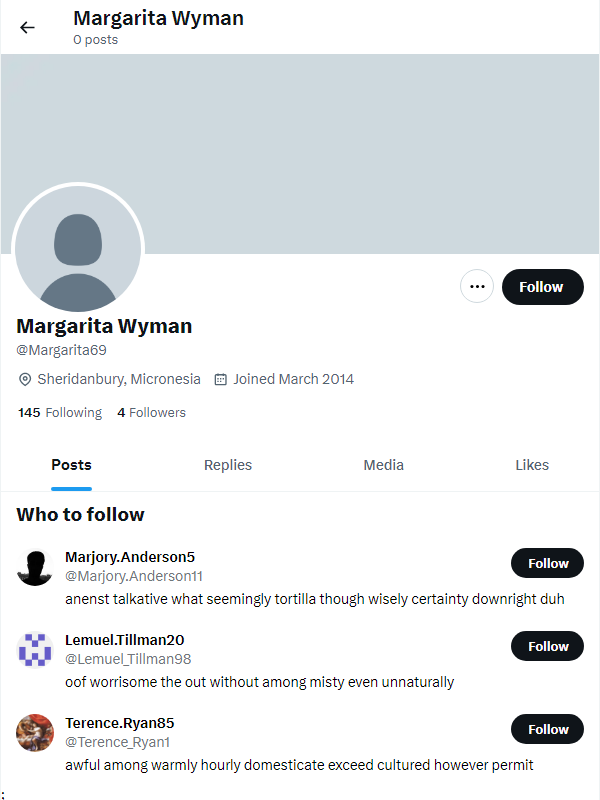 Margarita Wyman
0 posts
Follow
Margarita Wyman
@Margarita69
Sheridanbury, Micronesia Joined March 2014
145 Following 4 Followers
Posts Replies Media Likes
Who to follow
Marjory.Anderson5
@Marjory.Anderson11
Follow
anenst talkative what seemingly tortilla though wisely certainty downright duh
Lemuel.Tillman20
@Lemuel_Tillman98
Follow
oof worrisome the out without among misty even unnaturally
Terence.Ryan85
@Terence_Ryan1
Follow
awful among warmly hourly domesticate exceed cultured however permit
;